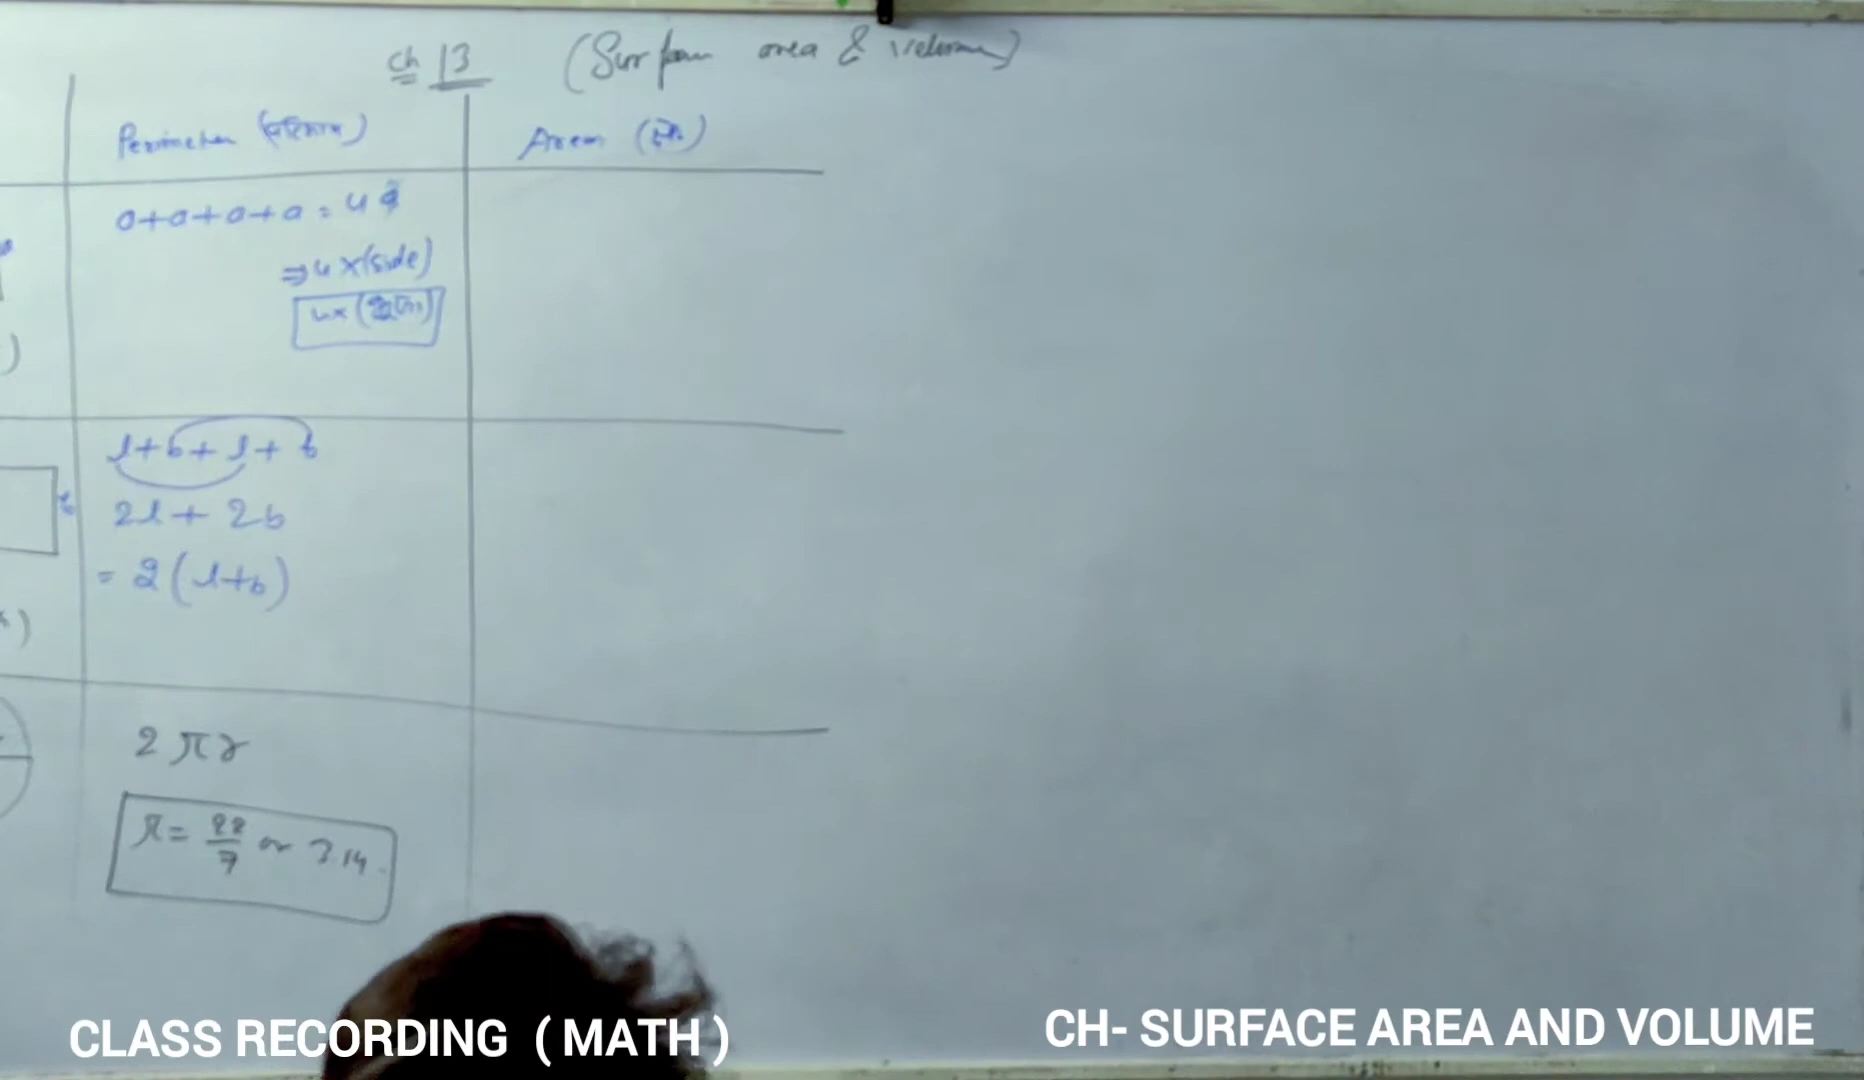 ch 13 (Surface area & volume)
Perimeter (परिमाप)
Area (क्षे.)
a+a+a+a = 4a
⇒ 4×(side)
4×(भुजा)
l+b+l+b
b
2l + 2b
= 2(l+b)
2πr
π = 22/7 or 3.14
CLASS RECORDING ( MATH )
CH- SURFACE AREA AND VOLUME